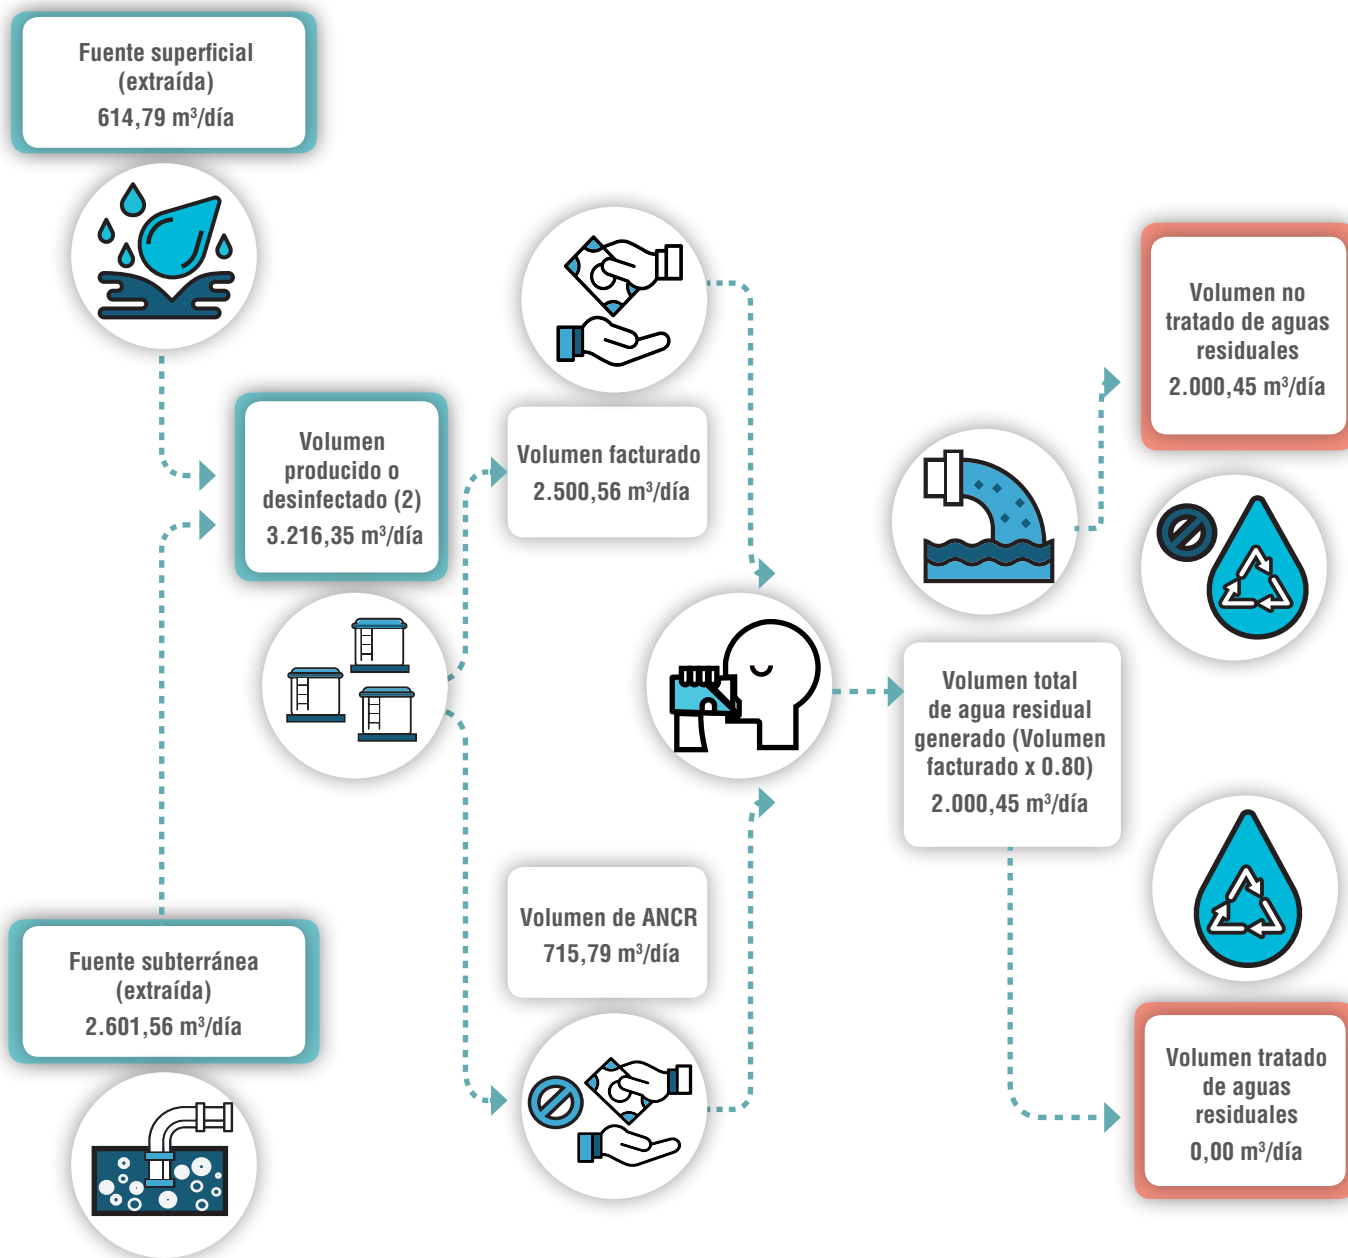 Fuente superficial
(extraída)
614,79 m³/día
Volumen
producido o
desinfectado (2)
3.216,35 m³/día
Fuente subterránea
(extraída)
2.601,56 m³/día
Volumen facturado
2.500,56 m³/día
Volumen de ANCR
715,79 m³/día
Volumen total
de agua residual
generado (Volumen
facturado x 0.80)
2.000,45 m³/día
Volumen no
tratado de aguas
residuales
2.000,45 m³/día
Volumen tratado
de aguas
residuales
0,00 m³/día